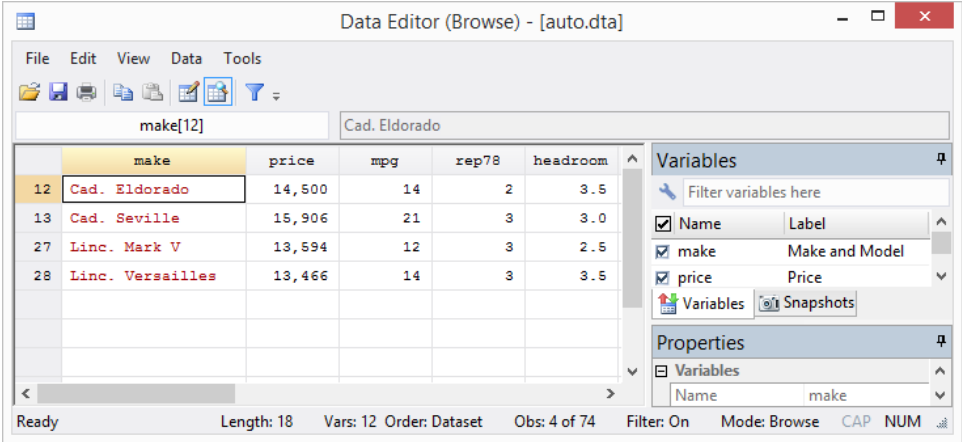 Data Editor (Browse) - [auto.dta]
File Edit View Data Tools
make[12] Cad. Eldorado
make price mpg rep78 headroom
12 Cad. Eldorado 14,500 14 2 3.5
13 Cad. Seville 15,906 21 3 3.0
27 Linc. Mark V 13,594 12 3 2.5
28 Linc. Versailles 13,466 14 3 3.5
Variables
Filter variables here
Name Label
make Make and Model
price Price
Variables Snapshots
Properties
Variables
Name make
Ready Length: 18 Vars: 12 Order: Dataset Obs: 4 of 74 Filter: On Mode: Browse CAP NUM